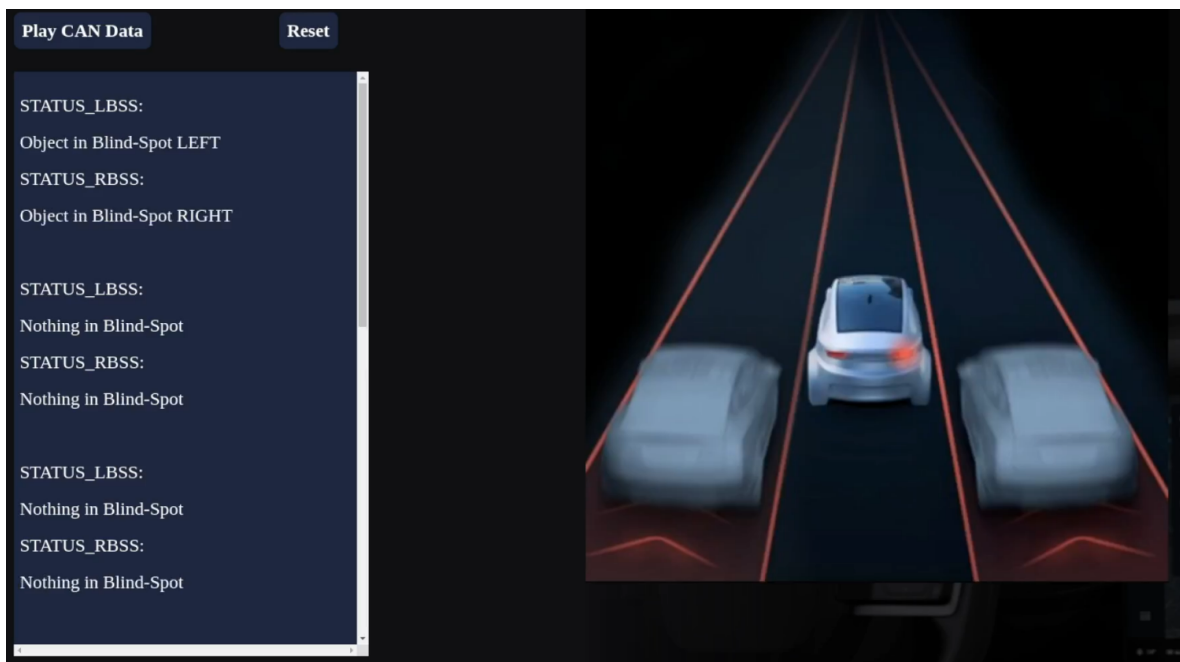 Play CAN Data
Reset
STATUS_LBSS:
Object in Blind-Spot LEFT
STATUS_RBSS:
Object in Blind-Spot RIGHT
STATUS_LBSS:
Nothing in Blind-Spot
STATUS_RBSS:
Nothing in Blind-Spot
STATUS_LBSS:
Nothing in Blind-Spot
STATUS_RBSS:
Nothing in Blind-Spot